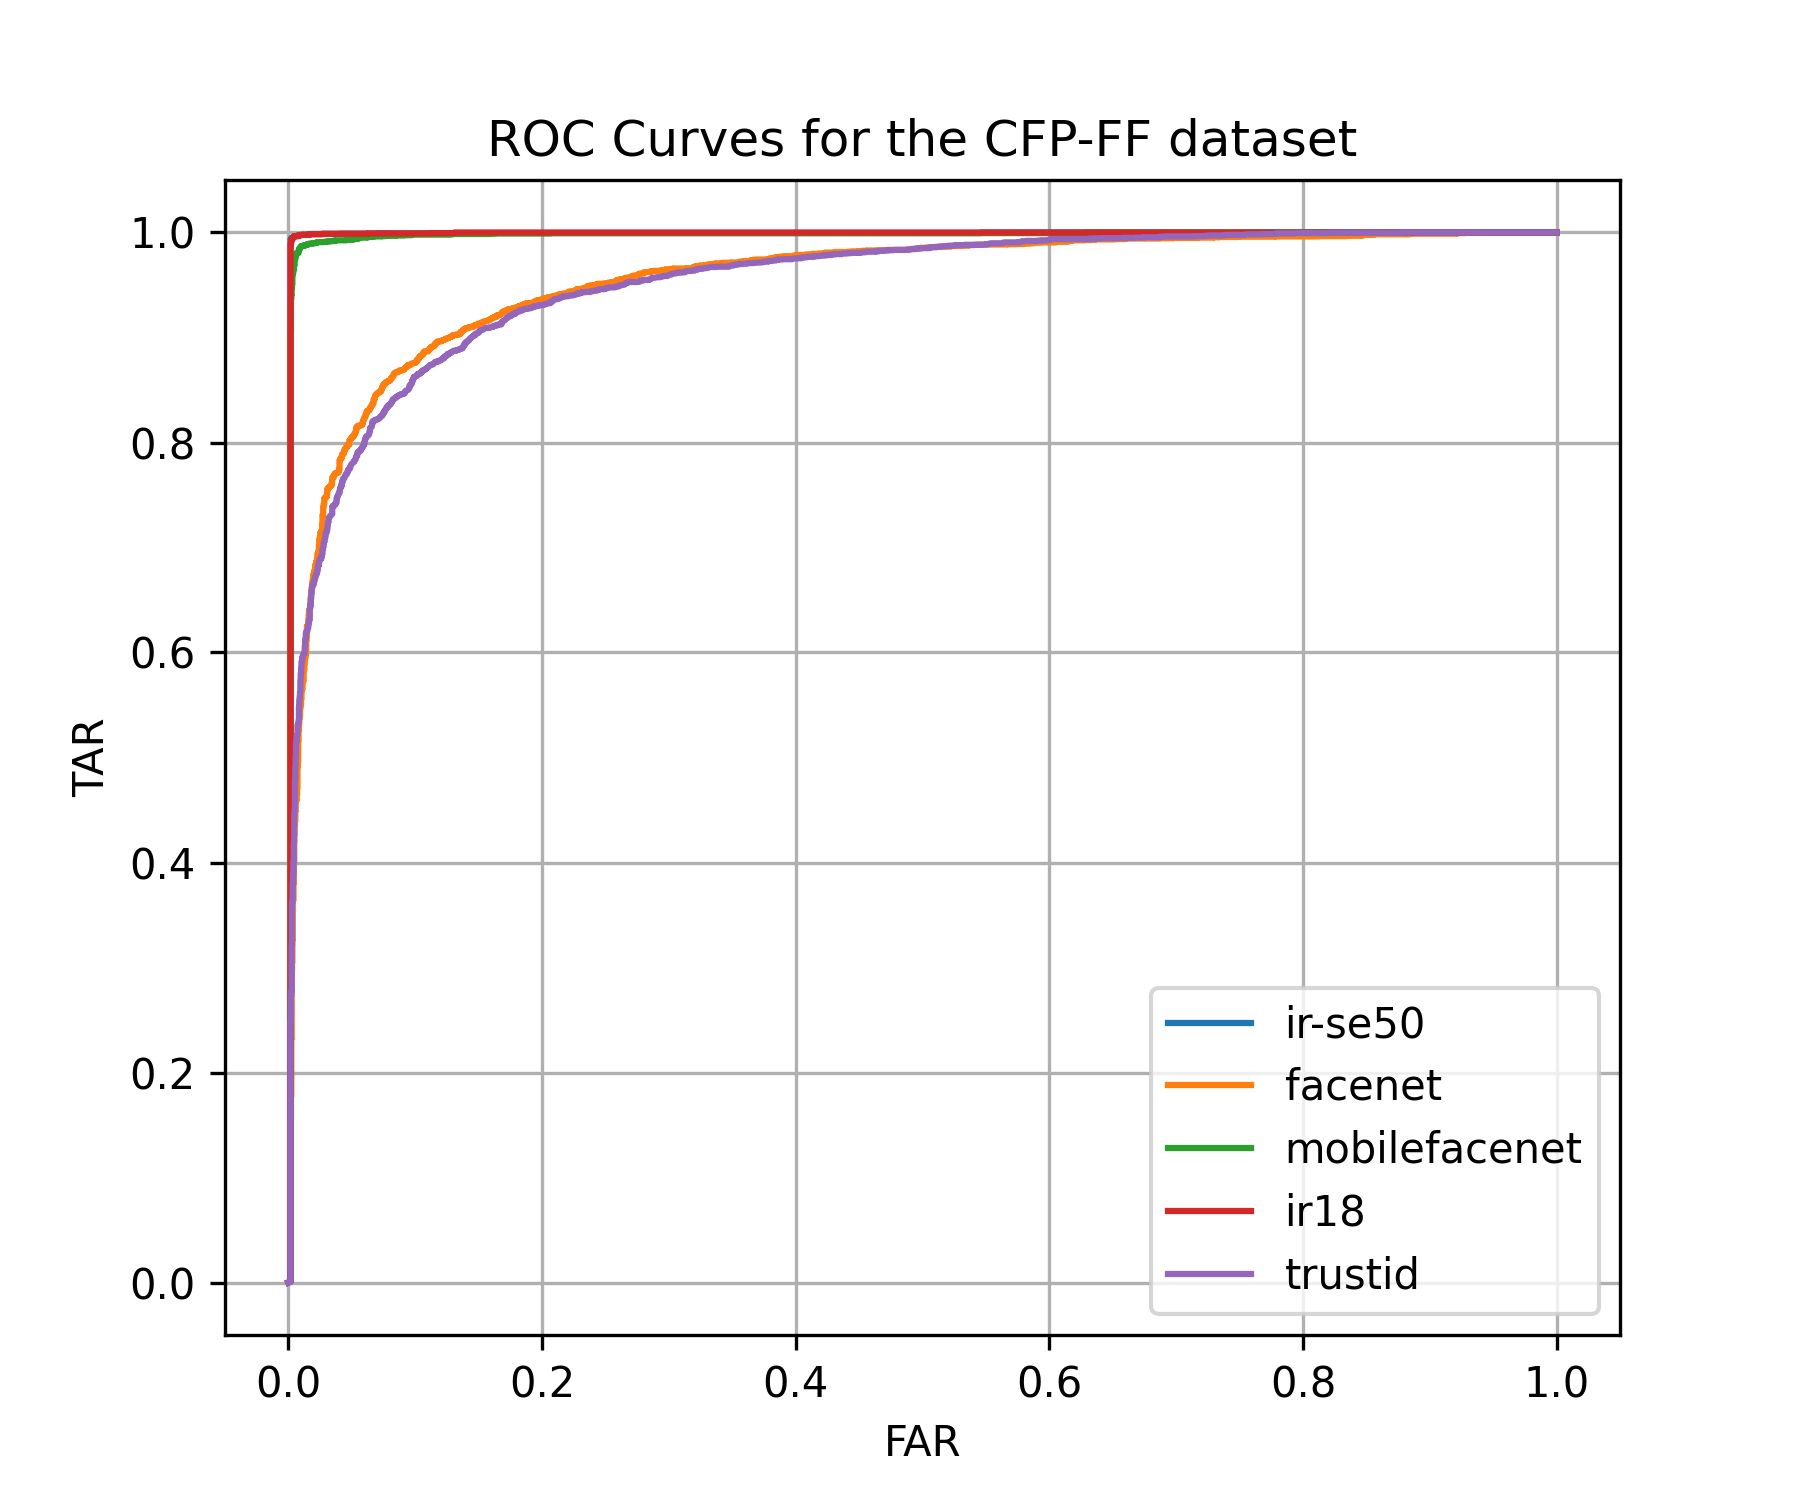 ROC Curves for the CFP-FF dataset
1.0
0.8
0.6
0.4
0.2
0.0
TAR
ir-se50
facenet
mobilefacenet
ir18
trustid
0.0 0.2 0.4 0.6 0.8 1.0
FAR